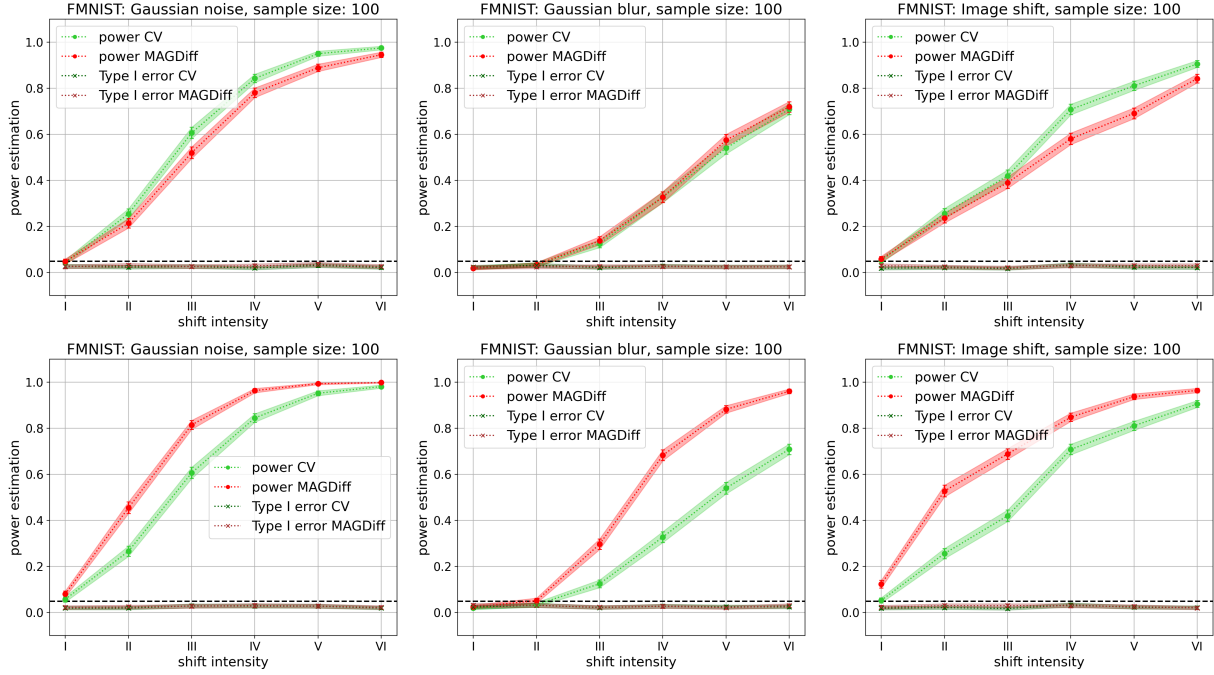 FMNIST: Gaussian noise, sample size: 100
power CV
power MAGDiff
Type I error CV
Type I error MAGDiff
power estimation
1.0
0.8
0.6
0.4
0.2
0.0
I II III IV V VI
shift intensity
FMNIST: Gaussian blur, sample size: 100
power CV
power MAGDiff
Type I error CV
Type I error MAGDiff
power estimation
1.0
0.8
0.6
0.4
0.2
0.0
I II III IV V VI
shift intensity
FMNIST: Image shift, sample size: 100
power CV
power MAGDiff
Type I error CV
Type I error MAGDiff
power estimation
1.0
0.8
0.6
0.4
0.2
0.0
I II III IV V VI
shift intensity
FMNIST: Gaussian noise, sample size: 100
power CV
power MAGDiff
Type I error CV
Type I error MAGDiff
power estimation
1.0
0.8
0.6
0.4
0.2
0.0
I II III IV V VI
shift intensity
FMNIST: Gaussian blur, sample size: 100
power CV
power MAGDiff
Type I error CV
Type I error MAGDiff
power estimation
1.0
0.8
0.6
0.4
0.2
0.0
I II III IV V VI
shift intensity
FMNIST: Image shift, sample size: 100
power CV
power MAGDiff
Type I error CV
Type I error MAGDiff
power estimation
1.0
0.8
0.6
0.4
0.2
0.0
I II III IV V VI
shift intensity